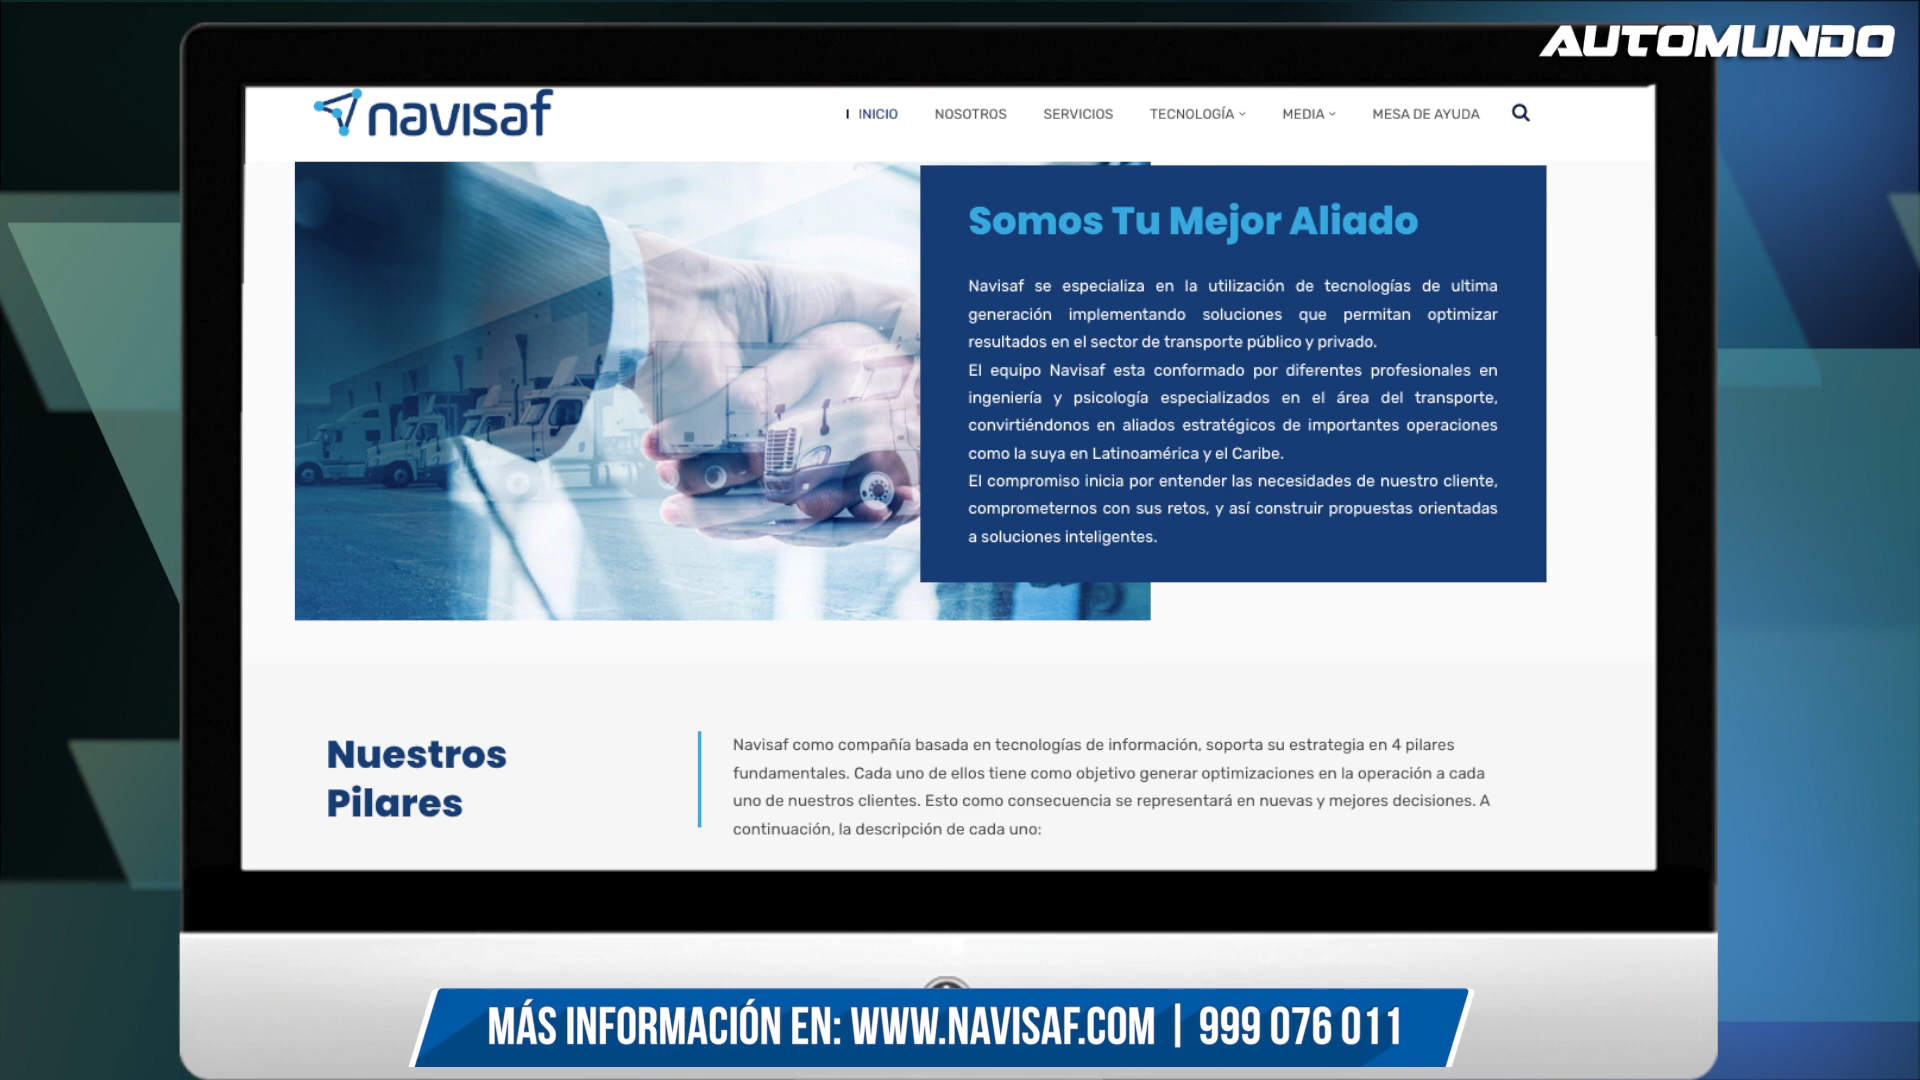 AUTOMUNDO
navisaf
INICIO NOSOTROS SERVICIOS TECNOLOGÍA MEDIA MESA DE AYUDA
Somos Tu Mejor Aliado
Navisaf se especializa en la utilización de tecnologías de ultima
generación implementando soluciones que permitan optimizar
resultados en el sector de transporte público y privado.
El equipo Navisaf esta conformado por diferentes profesionales en
ingeniería y psicología especializados en el área del transporte,
convirtiéndonos en aliados estratégicos de importantes operaciones
como la suya en Latinoamérica y el Caribe.
El compromiso inicia por entender las necesidades de nuestro cliente,
comprometernos con sus retos, y así construir propuestas orientadas
a soluciones inteligentes.
Nuestros
Pilares
Navisaf como compañía basada en tecnologías de información, soporta su estrategia en 4 pilares
fundamentales. Cada uno de ellos tiene como objetivo generar optimizaciones en la operación a cada
uno de nuestros clientes. Esto como consecuencia se representará en nuevas y mejores decisiones. A
continuación, la descripción de cada uno:
MÁS INFORMACIÓN EN: WWW.NAVISAF.COM | 999 076 011